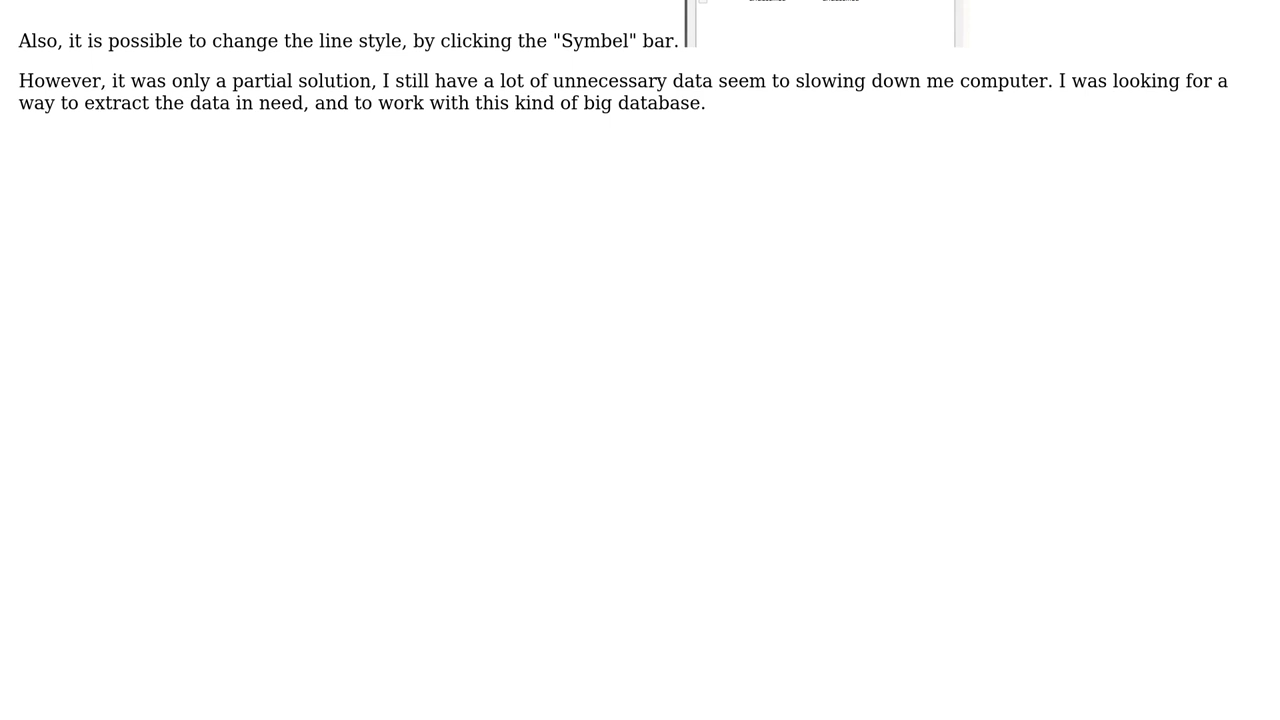 Also, it is possible to change the line style, by clicking the "Symbel" bar.
However, it was only a partial solution, I still have a lot of unnecessary data seem to slowing down me computer. I was looking for a
way to extract the data in need, and to work with this kind of big database.